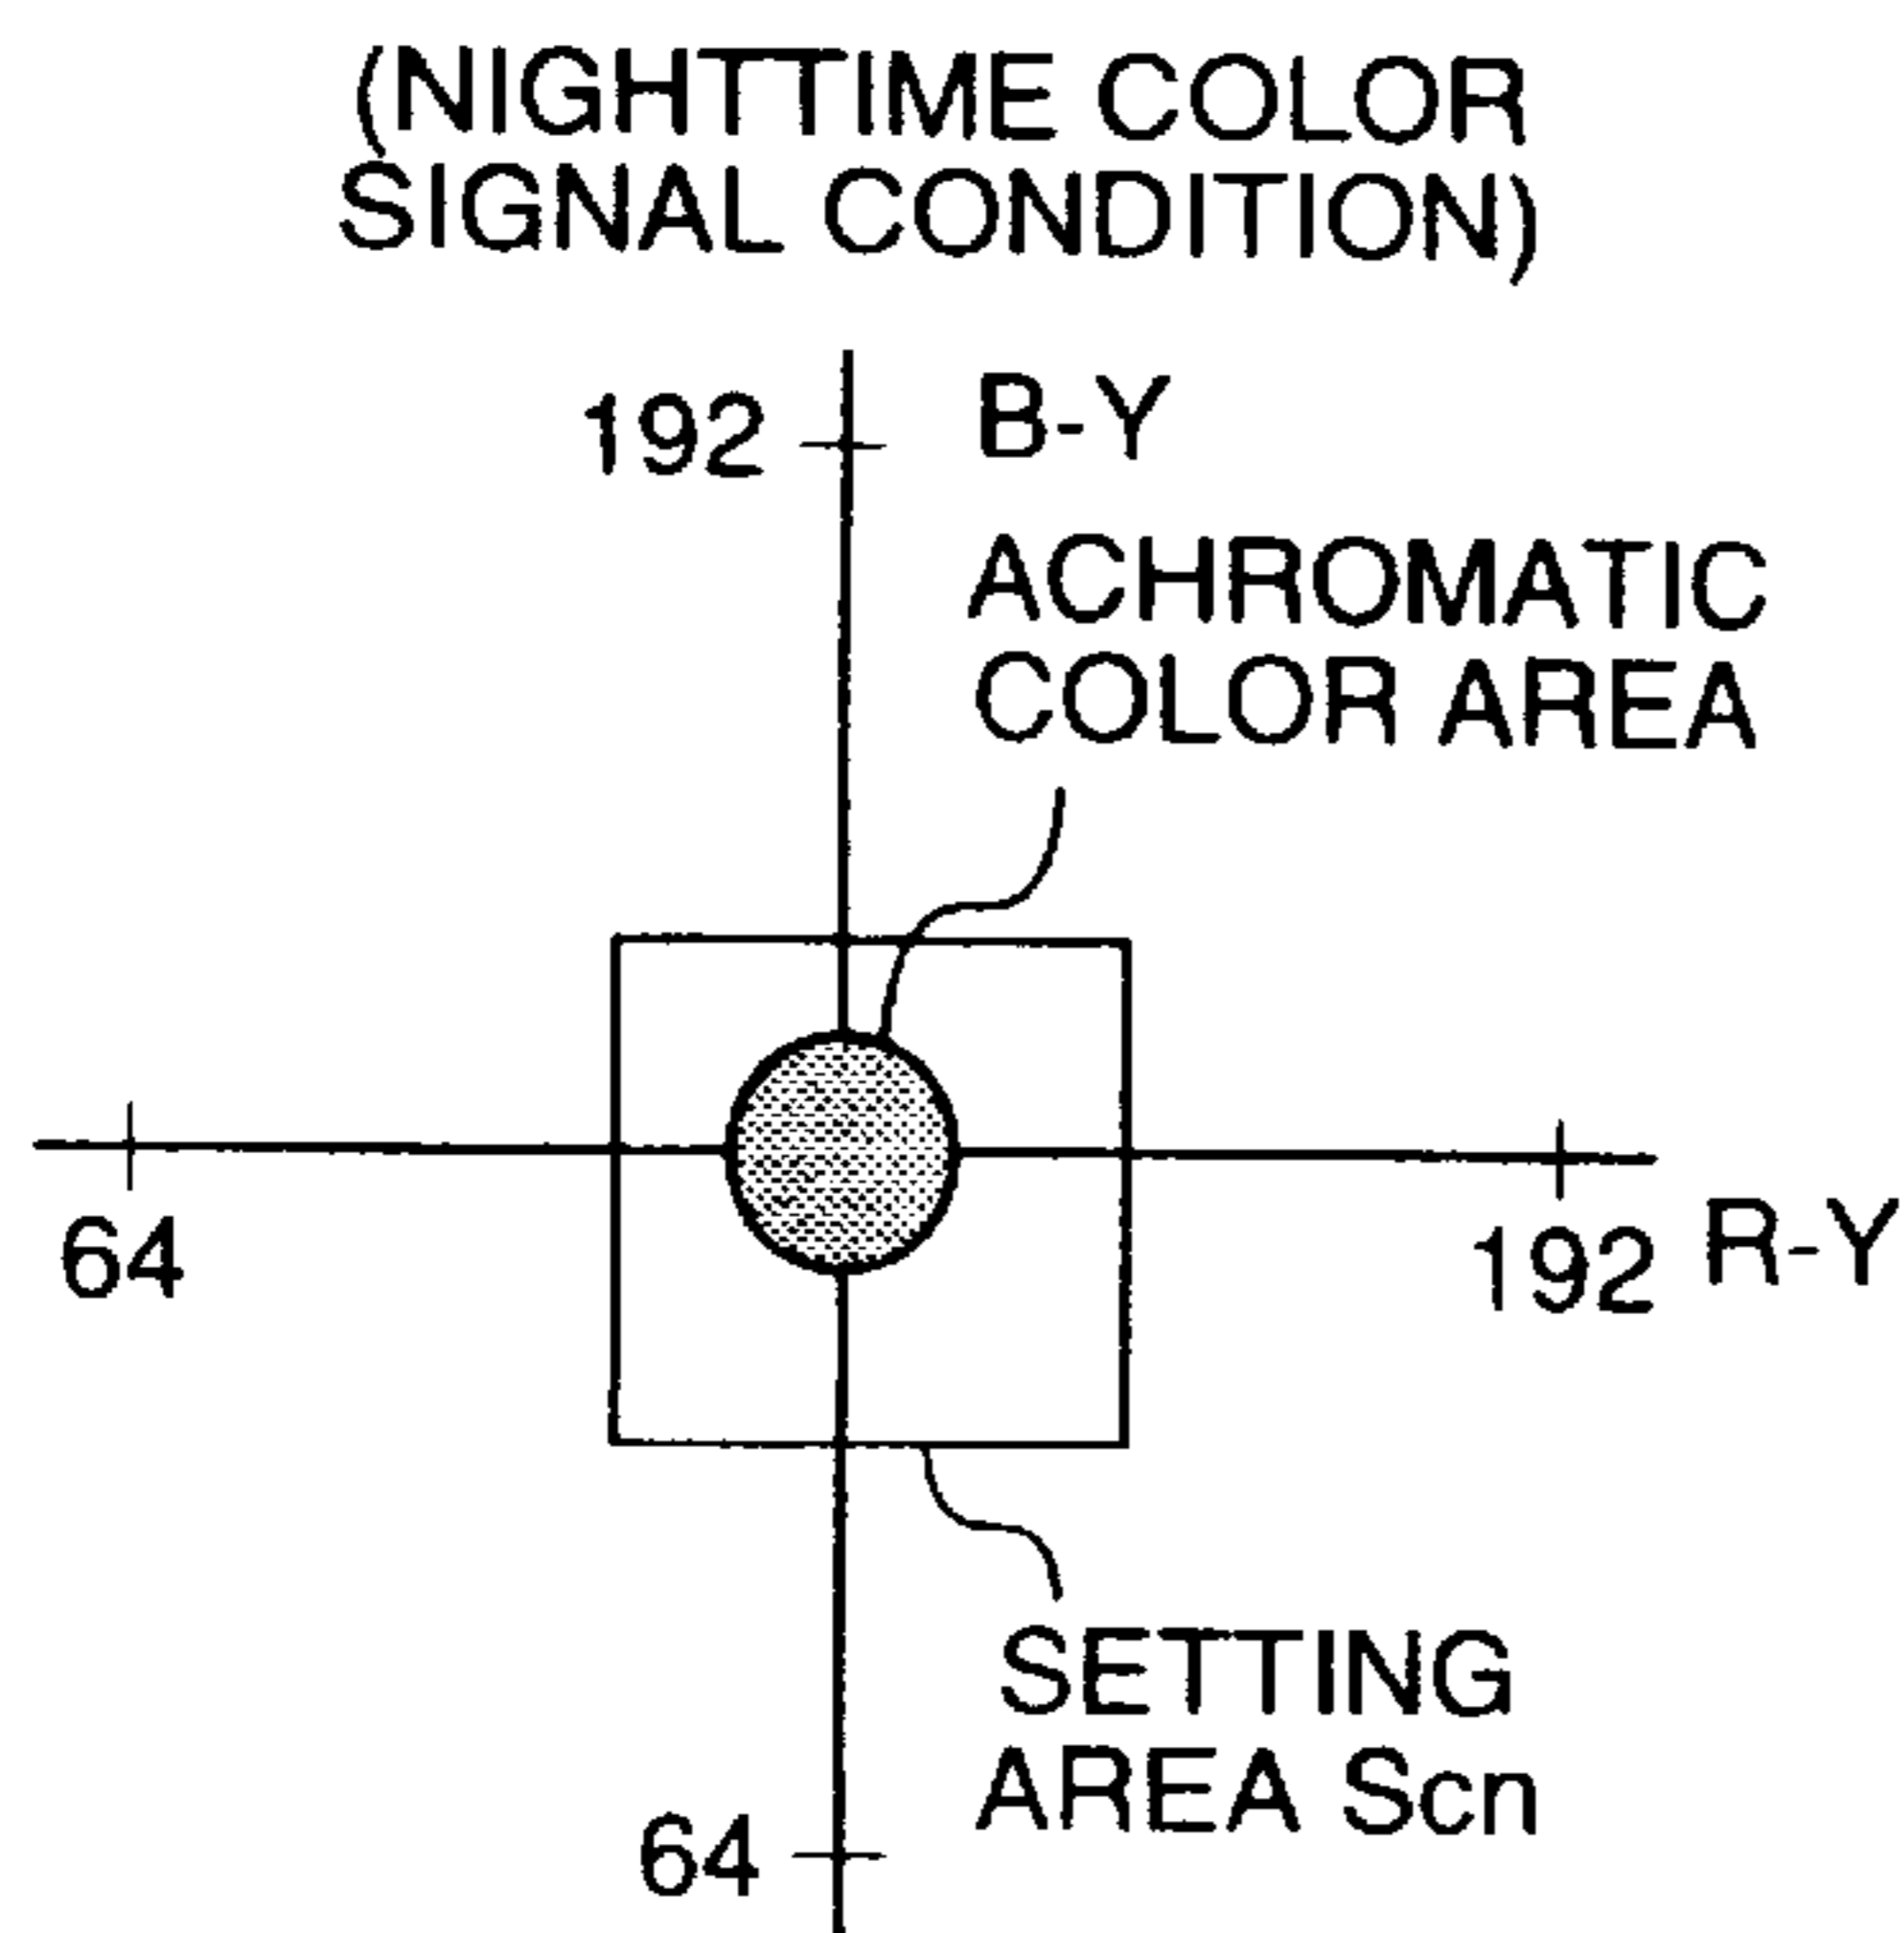 (NIGHTTIME COLOR
SIGNAL CONDITION)
192
B-Y
ACHROMATIC
COLOR AREA
64
192
R-Y
SETTING
AREA Scn
64